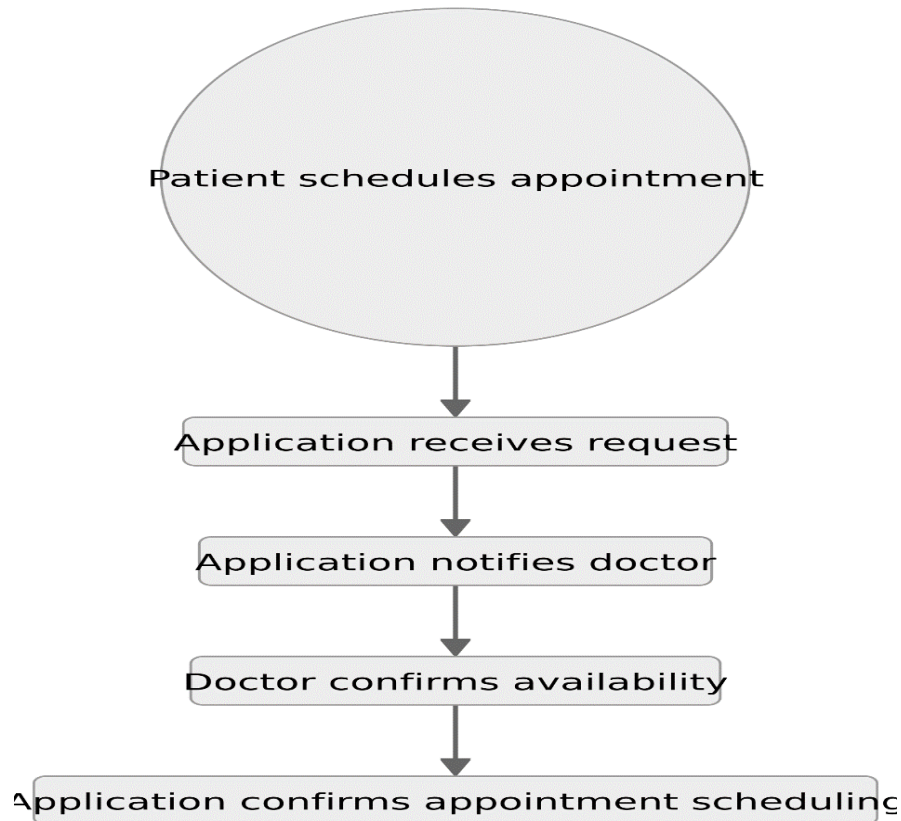 Patient schedules appointment
Application receives request
Application notifies doctor
Doctor confirms availability
Application confirms appointment scheduling